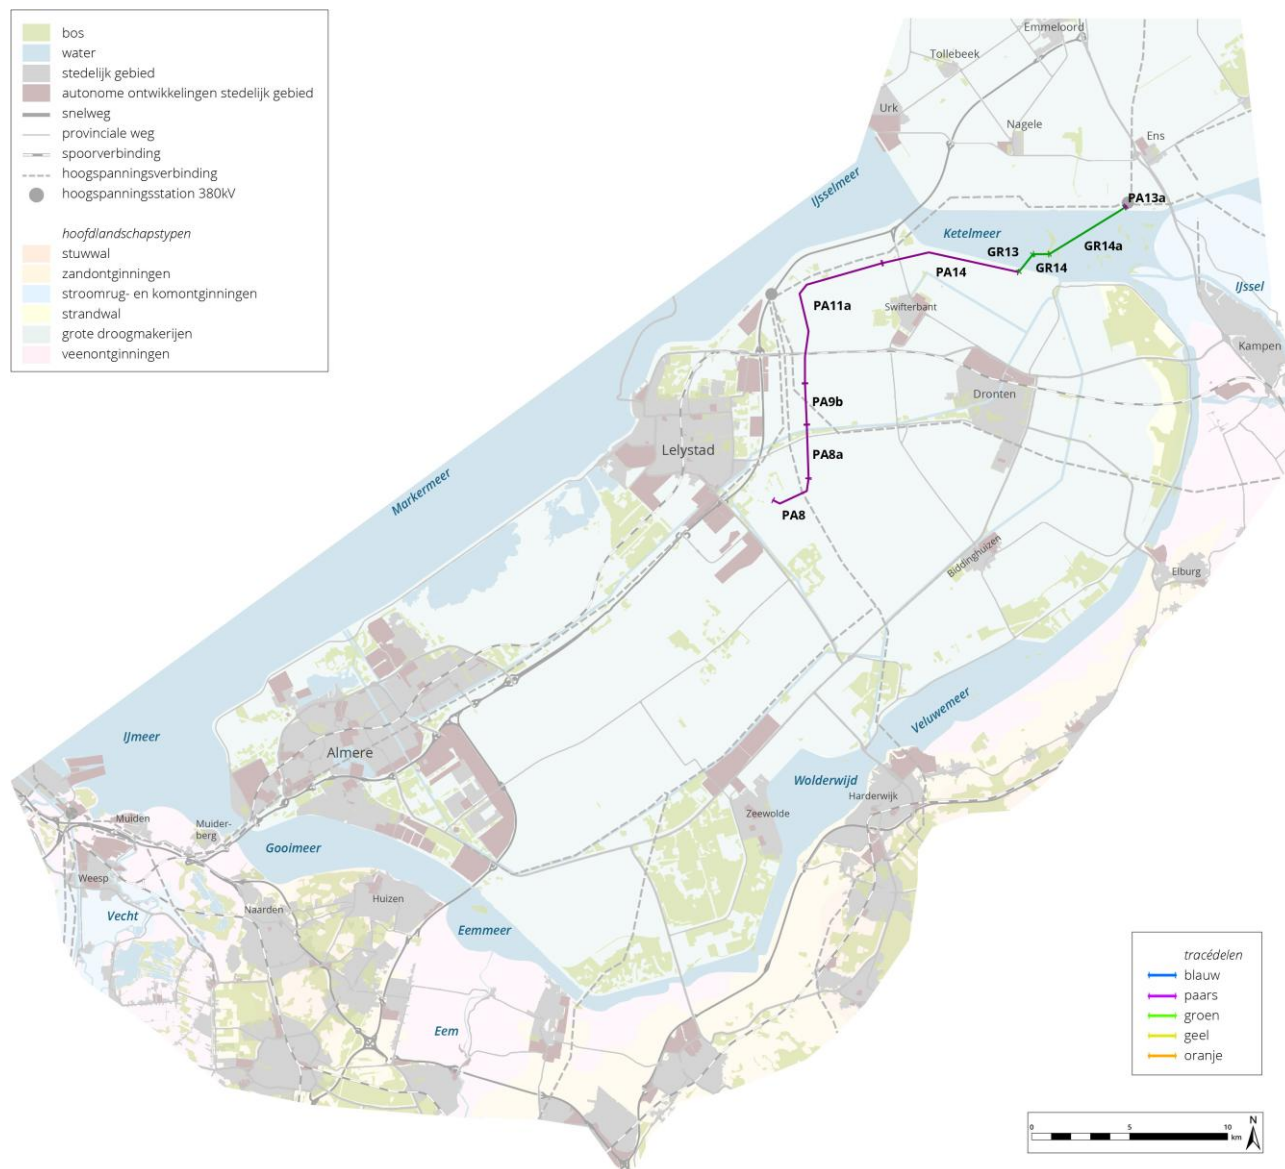 bos
water
stedelijk gebied
autonome ontwikkelingen stedelijk gebied
snelweg
provinciale weg
spoorverbinding
hoogspanningsverbinding
hoogspanningsstation 380kV
hoofdlandschapstypen
stuwwal
zandontginningen
stroomrug- en komontginningen
strandwal
grote droogmakerijen
veenontginningen
Emmeloord
Tollebeek
Urk
Nagele
Ens
IJsselmeer
PA13a
Ketelmeer
GR13
GR14a
GR14
PA14
IJssel
PA11a
Swifterbant
Kampen
Dronten
PA9b
Lelystad
PA8a
Markermeer
PA8
Biddinghuizen
Elburg
Veluwemeer
IJmeer
Almere
Wolderwijd
Harderwijk
Zeewolde
Muiden
Muider-
berg
Gooimeer
Weesp
Huizen
Naarden
Vecht
Eemmeer
Eem
tracédelen
blauw
paars
groen
geel
oranje
N
0 5 10
km